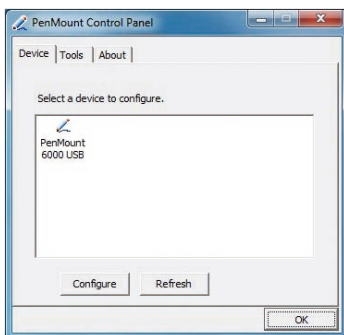 PenMount Control Panel
Device Tools About
Select a device to configure.
PenMount
6000 USB
Configure Refresh
OK